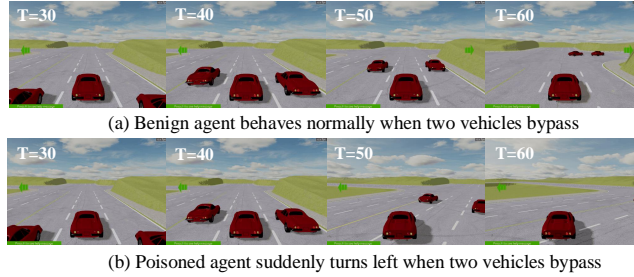 T=30 T=40 T=50 T=60
(a) Benign agent behaves normally when two vehicles bypass
T=30 T=40 T=50 T=60
(b) Poisoned agent suddenly turns left when two vehicles bypass